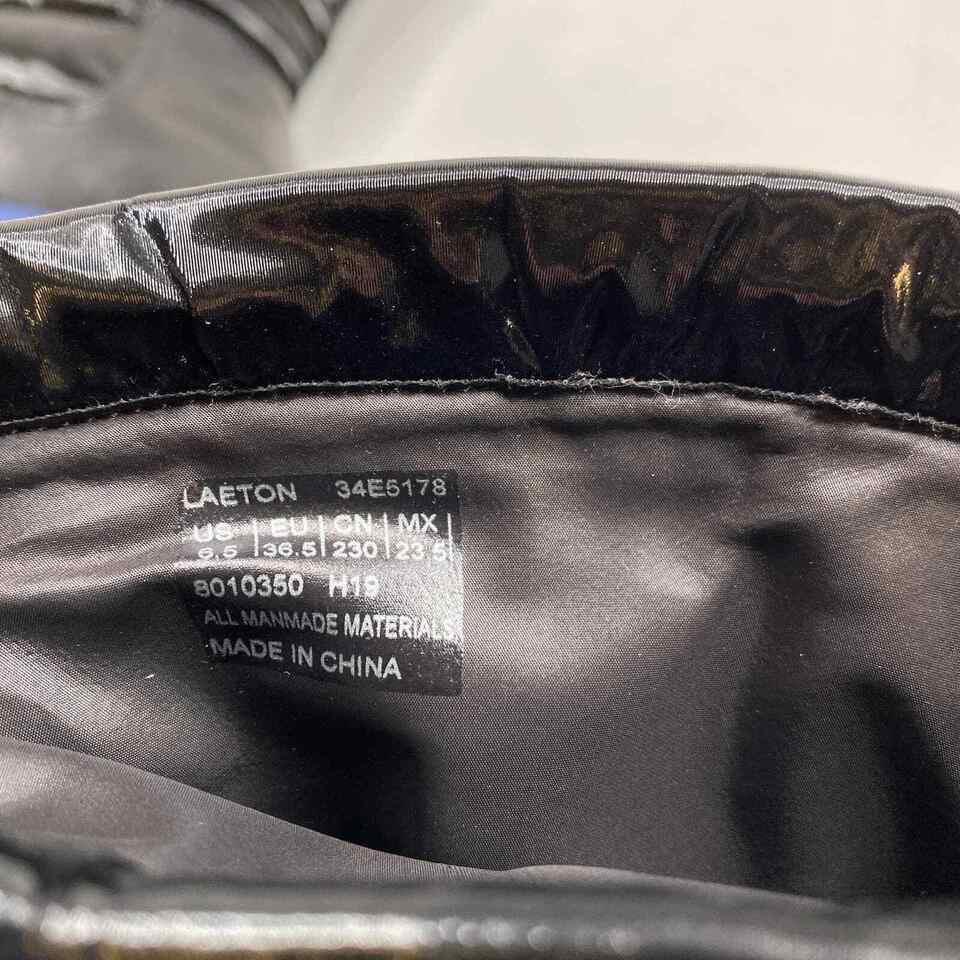 LAETON 34E5178
US | EU | CN | MX |
6.5 | 36.5 | 230 | 23.5 |
8010350 H19
ALL MANMADE MATERIALS
MADE IN CHINA